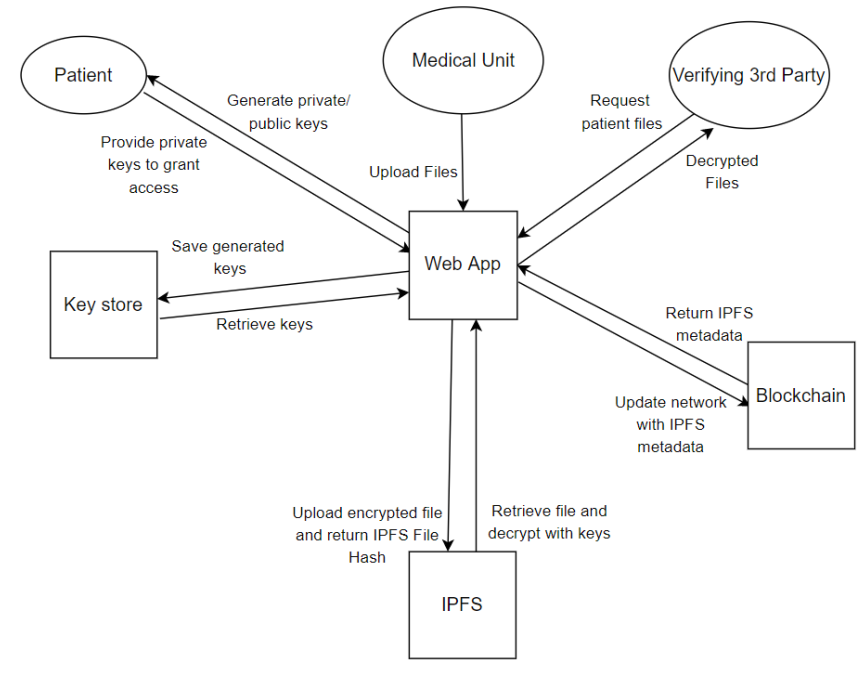 Patient
Medical Unit
Verifying 3rd Party
Generate private/
public keys
Request
patient files
Provide private
keys to grant
access
Upload Files
Decrypted
Files
Save generated
keys
Web App
Key store
Retrieve keys
Return IPFS
metadata
Blockchain
Update network
with IPFS
metadata
Upload encrypted file
and return IPFS File
Hash
Retrieve file and
decrypt with keys
IPFS